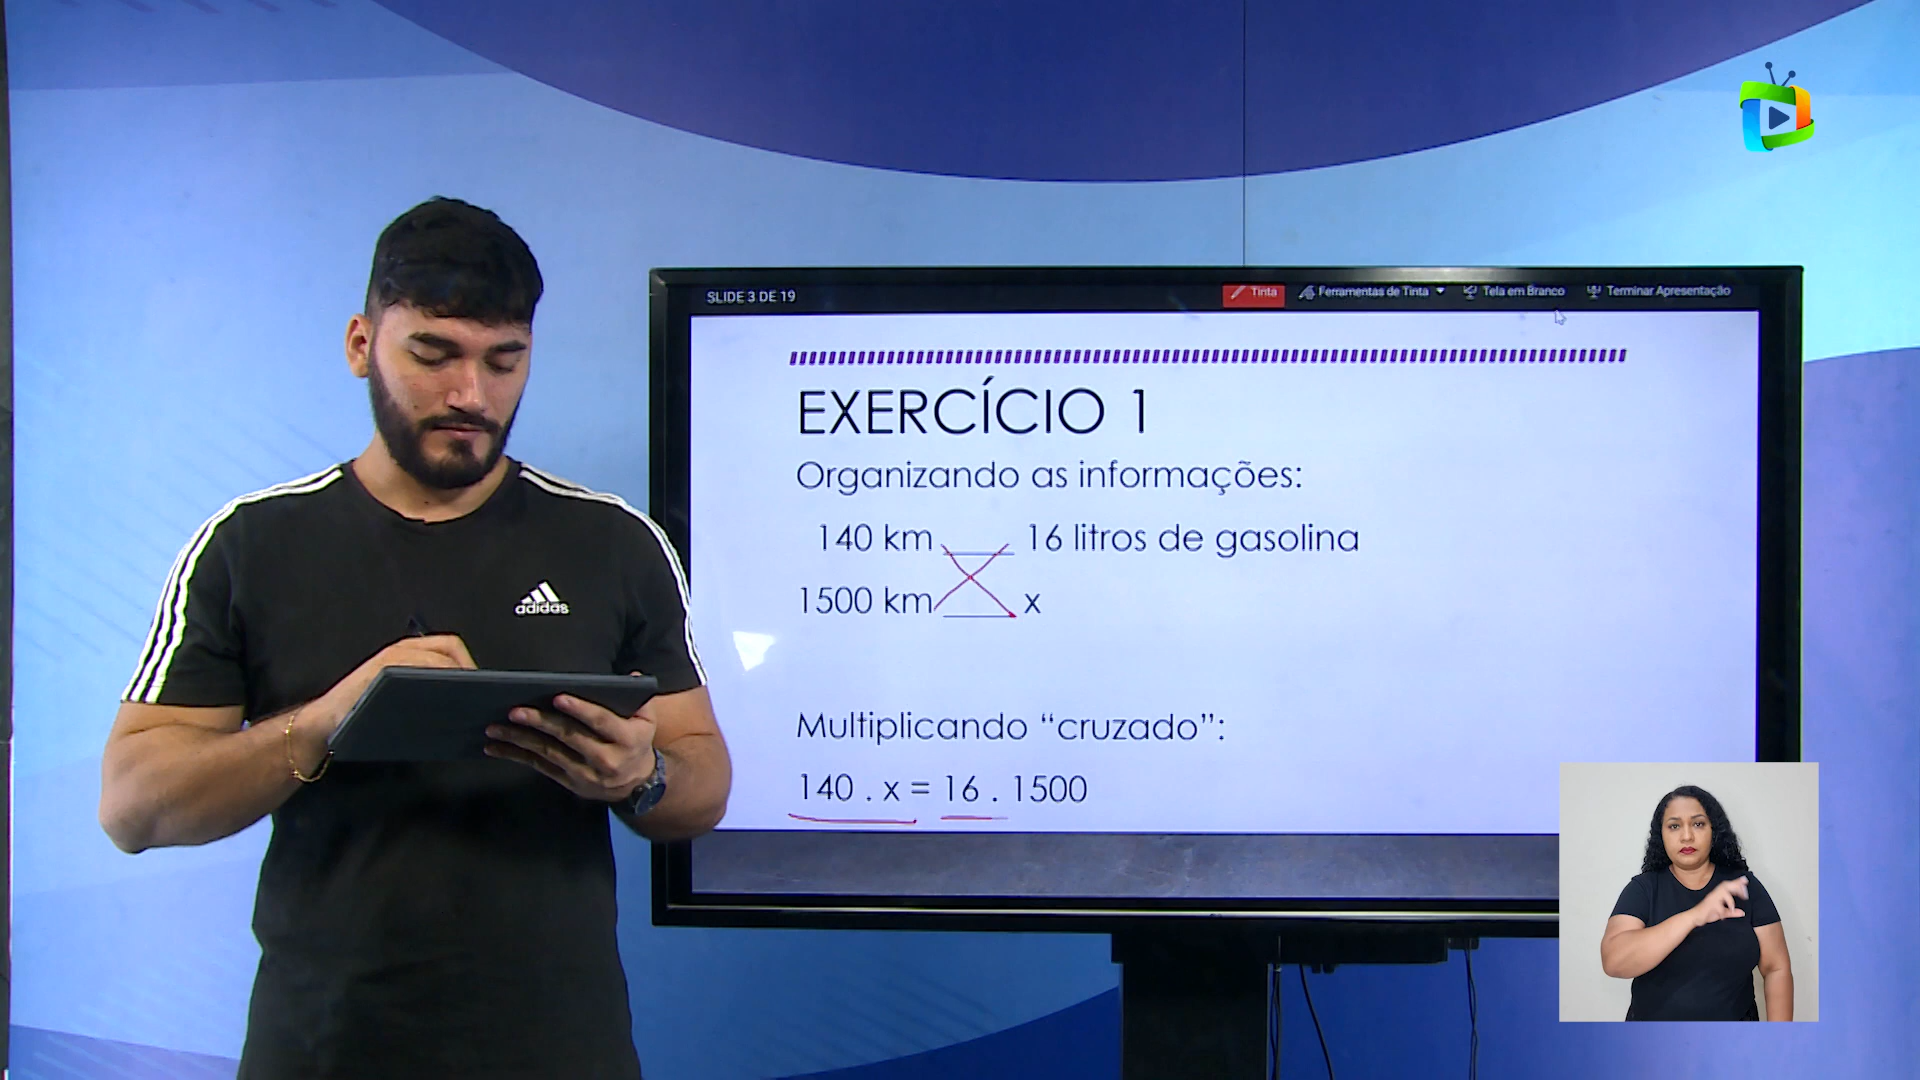 SLIDE 3 DE 19
Tinta
Ferramentas de Tinta
Tela em Branco
Terminar Apresentação
EXERCÍCIO 1
Organizando as informações:
140 km 16 litros de gasolina
1500 km x
adidas
Multiplicando “cruzado”:
140 . x = 16 . 1500